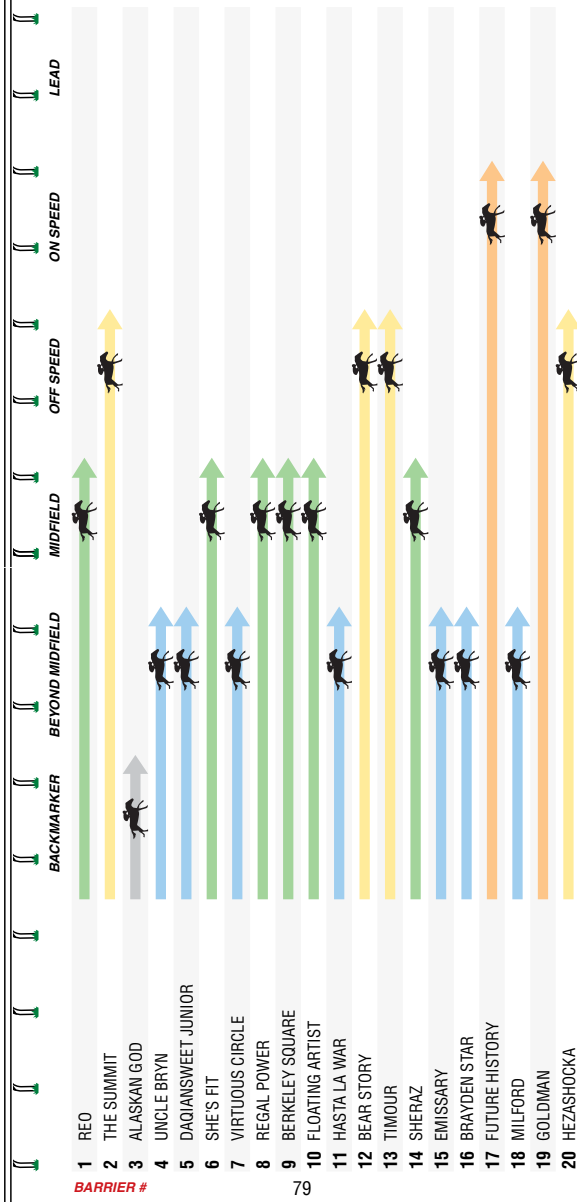 BACKMARKER BEYOND MIDFIELD MIDFIELD OFF SPEED ON SPEED LEAD
1 REO
2 THE SUMMIT
3 ALASKAN GOD
4 UNCLE BRYN
5 DAQIANSWEET JUNIOR
6 SHE'S FIT
7 VIRTUOUS CIRCLE
8 REGAL POWER
9 BERKELEY SQUARE
10 FLOATING ARTIST
11 HASTA LA WAR
12 BEAR STORY
13 TIMOUR
14 SHERAZ
15 EMISSARY
16 BRAYDEN STAR
17 FUTURE HISTORY
18 MILFORD
19 GOLDMAN
20 HEZASHOCKA
BARRIER #
79